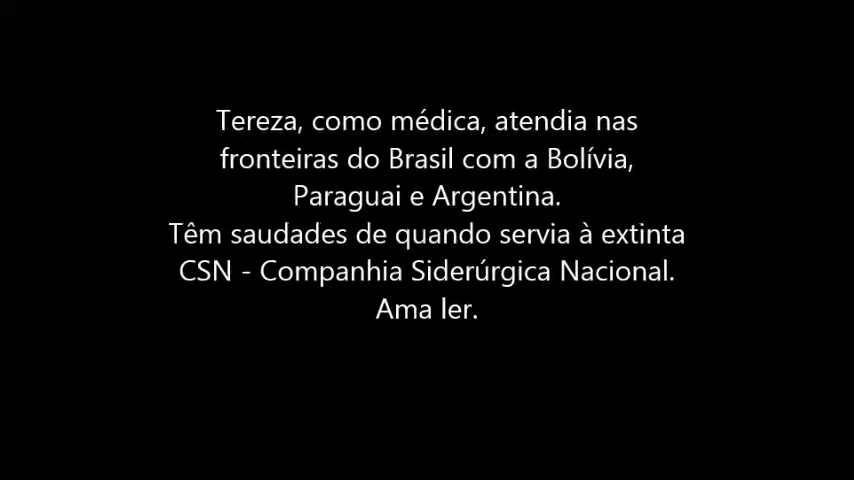 Tereza, como médica, atendia nas
fronteiras do Brasil com a Bolívia,
Paraguai e Argentina.
Têm saudades de quando servia à extinta
CSN - Companhia Siderúrgica Nacional.
Ama ler.